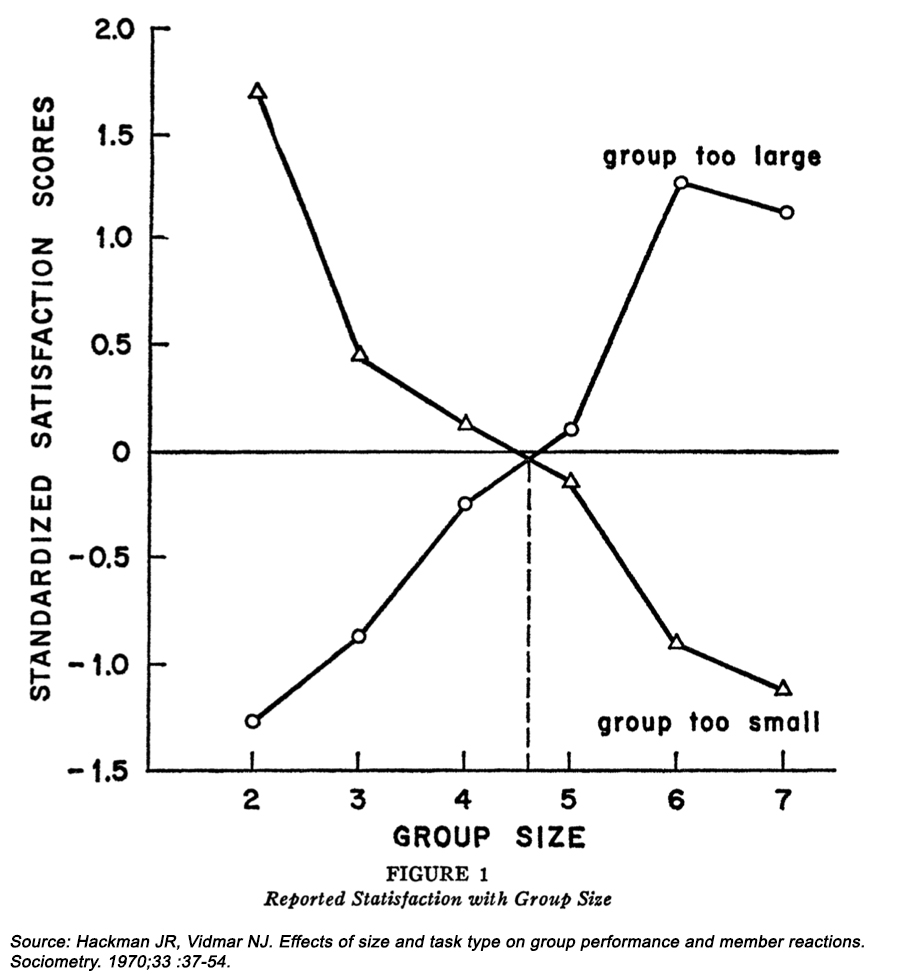 2.0
1.5
1.0
0.5
0
-0.5
-1.0
-1.5
STANDARDIZED SATISFACTION SCORES
group too large
group too small
2 3 4 5 6 7
GROUP SIZE
FIGURE 1
Reported Statisfaction with Group Size
Source: Hackman JR, Vidmar NJ. Effects of size and task type on group performance and member reactions.
Sociometry. 1970;33 :37-54.